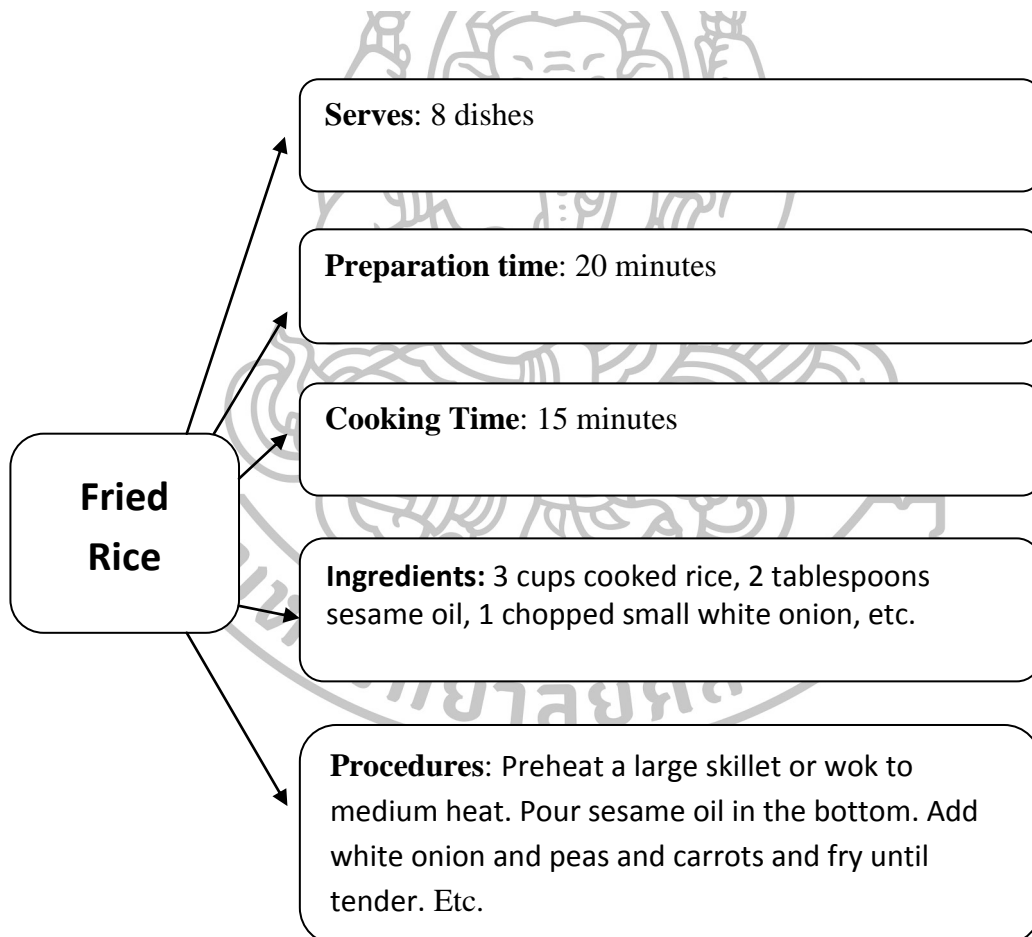 Serves: 8 dishes
Preparation time: 20 minutes
Cooking Time: 15 minutes
Fried
Rice
Ingredients: 3 cups cooked rice, 2 tablespoons
sesame oil, 1 chopped small white onion, etc.
Procedures: Preheat a large skillet or wok to
medium heat. Pour sesame oil in the bottom. Add
white onion and peas and carrots and fry until
tender. Etc.